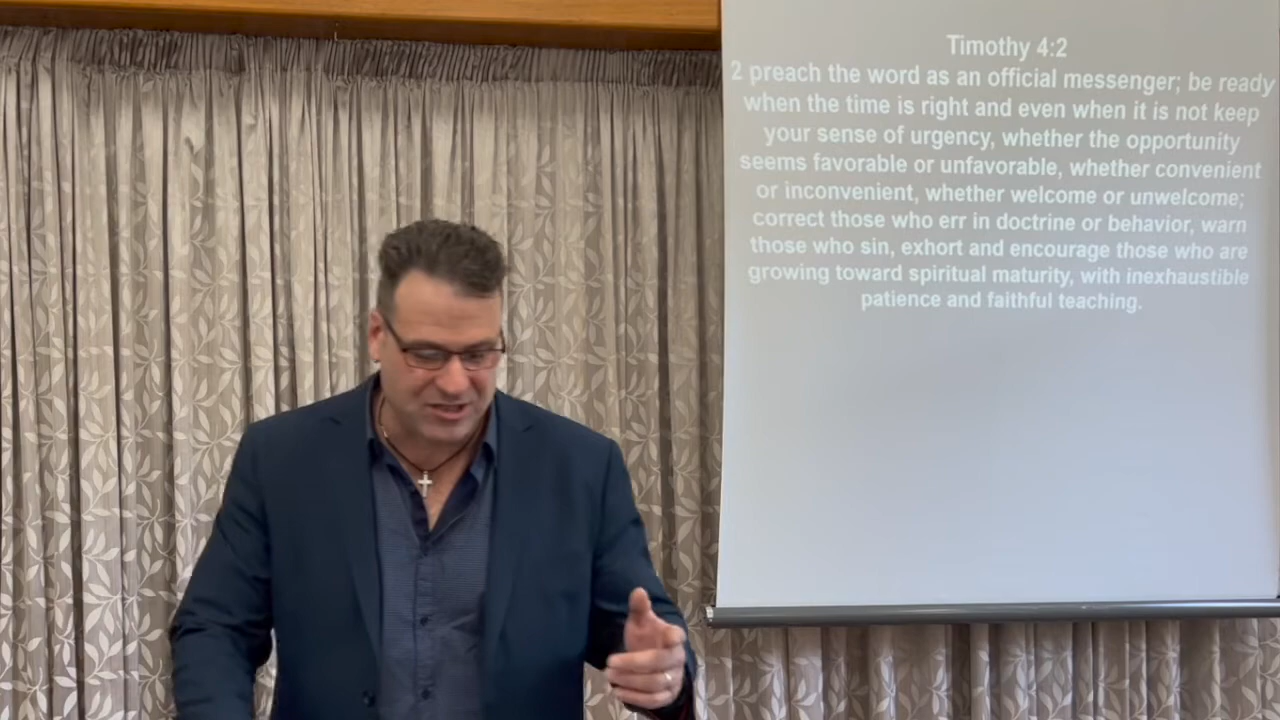 Timothy 4:2
2 preach the word as an official messenger; be ready
when the time is right and even when it is not keep
your sense of urgency, whether the opportunity
seems favorable or unfavorable, whether convenient
or inconvenient, whether welcome or unwelcome;
correct those who err in doctrine or behavior, warn
those who sin, exhort and encourage those who are
growing toward spiritual maturity, with inexhaustible
patience and faithful teaching.